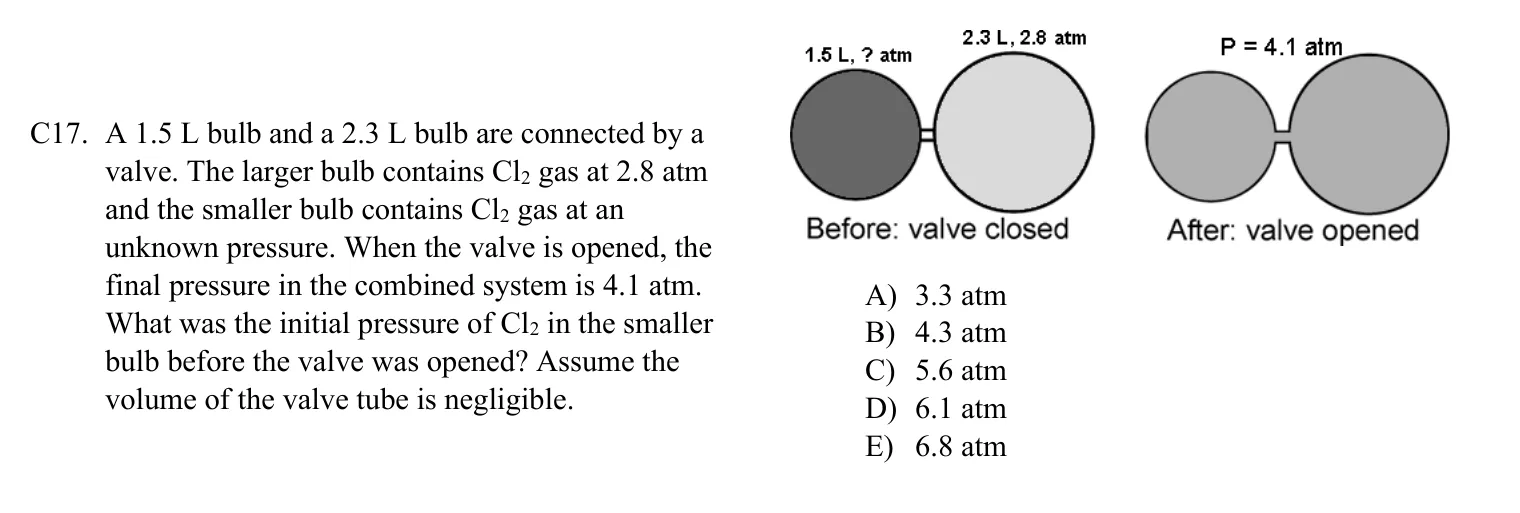 C17. A 1.5 L bulb and a 2.3 L bulb are connected by a
valve. The larger bulb contains Cl₂ gas at 2.8 atm
and the smaller bulb contains Cl₂ gas at an
unknown pressure. When the valve is opened, the
final pressure in the combined system is 4.1 atm.
What was the initial pressure of Cl₂ in the smaller
bulb before the valve was opened? Assume the
volume of the valve tube is negligible.
1.5 L, ? atm
2.3 L, 2.8 atm
Before: valve closed
P = 4.1 atm
After: valve opened
A) 3.3 atm
B) 4.3 atm
C) 5.6 atm
D) 6.1 atm
E) 6.8 atm